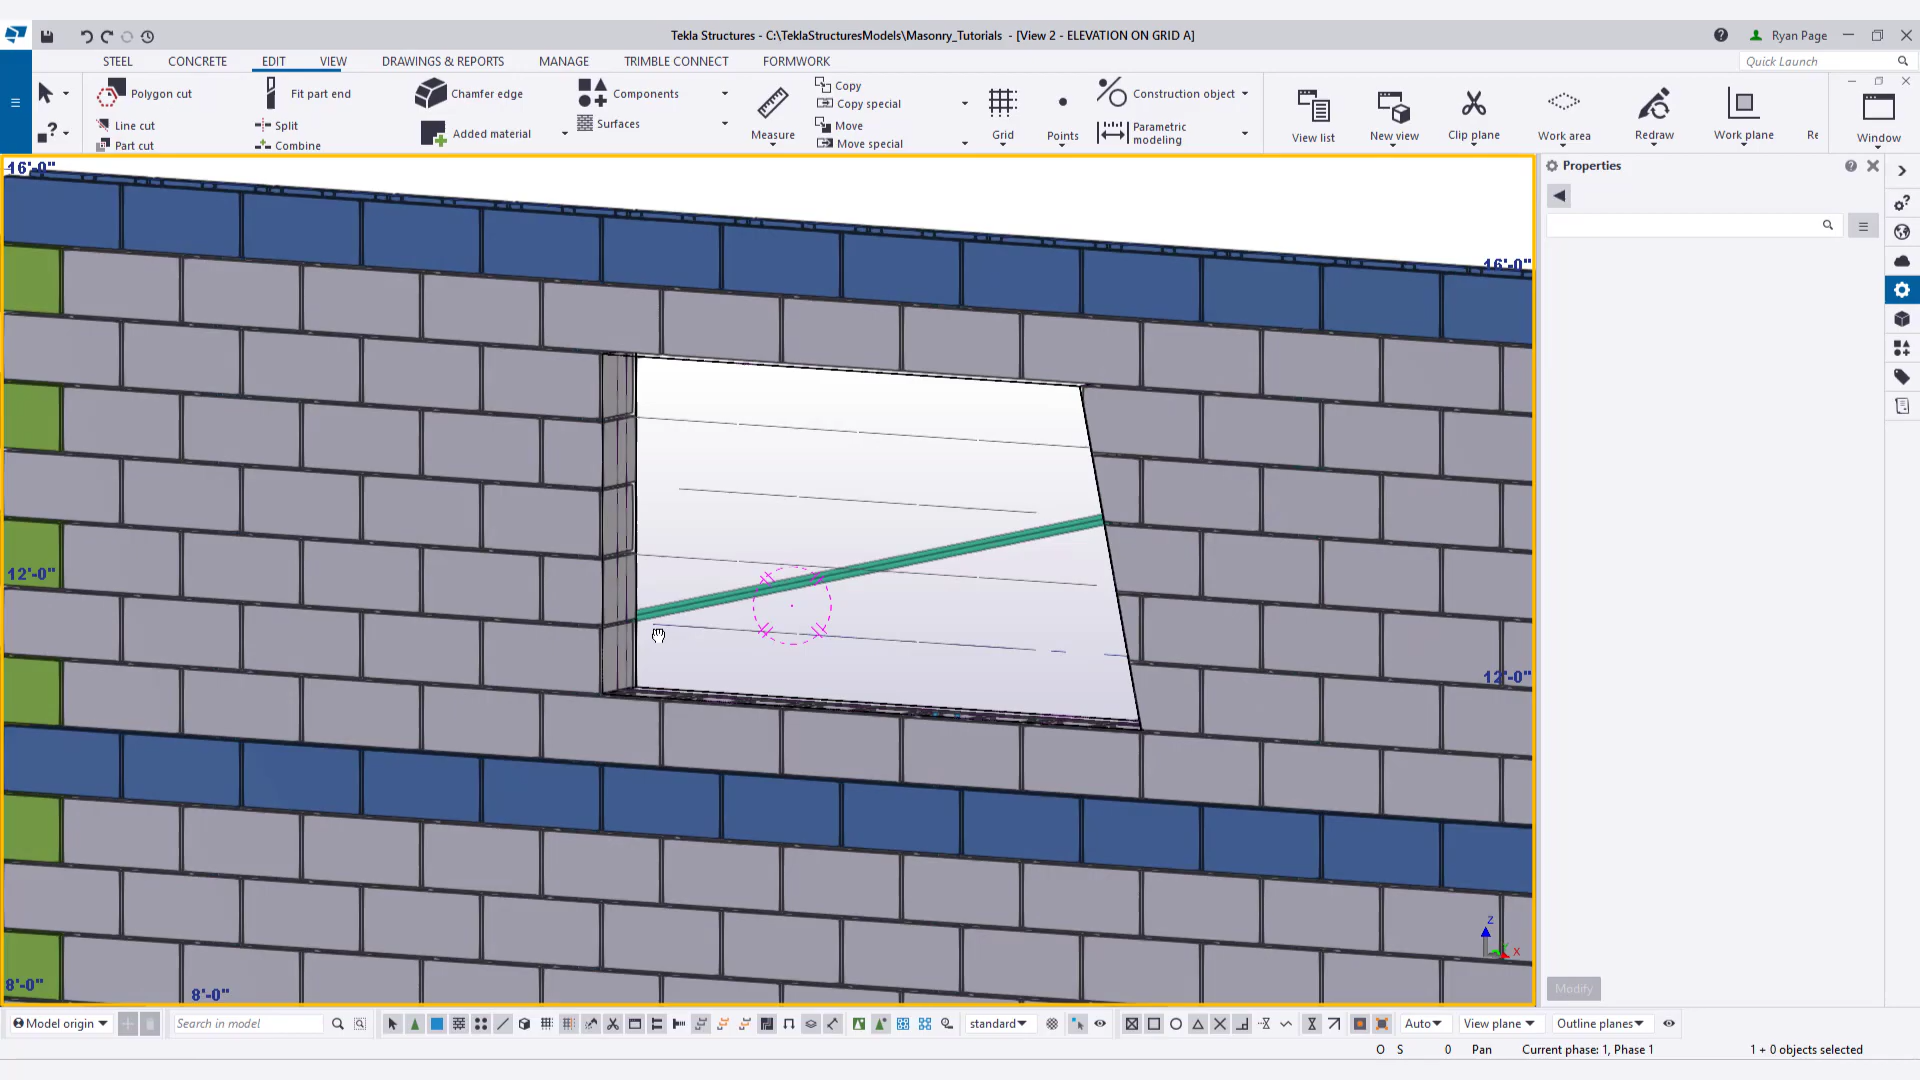 Tekla Structures - C:\TeklaStructuresModels\Masonry_Tutorials - [View 2 - ELEVATION ON GRID A]
Ryan Page
STEEL CONCRETE EDIT VIEW DRAWINGS & REPORTS MANAGE TRIMBLE CONNECT FORMWORK
Quick Launch
Polygon cut
Line cut
Part cut
Fit part end
Split
Combine
Chamfer edge
Added material
Components
Surfaces
Measure
Copy
Copy special
Move
Move special
Grid
Points
Construction object
Parametric
modeling
View list
New view
Clip plane
Work area
Redraw
Work plane
Re
Window
Properties
16'-0"
16'-0"
12'-0"
12'-0"
8'-0"
8'-0"
Z
X
Modify
Model origin
Search in model
standard
Auto
View plane
Outline planes
O S 0 Pan Current phase: 1, Phase 1 1 + 0 objects selected